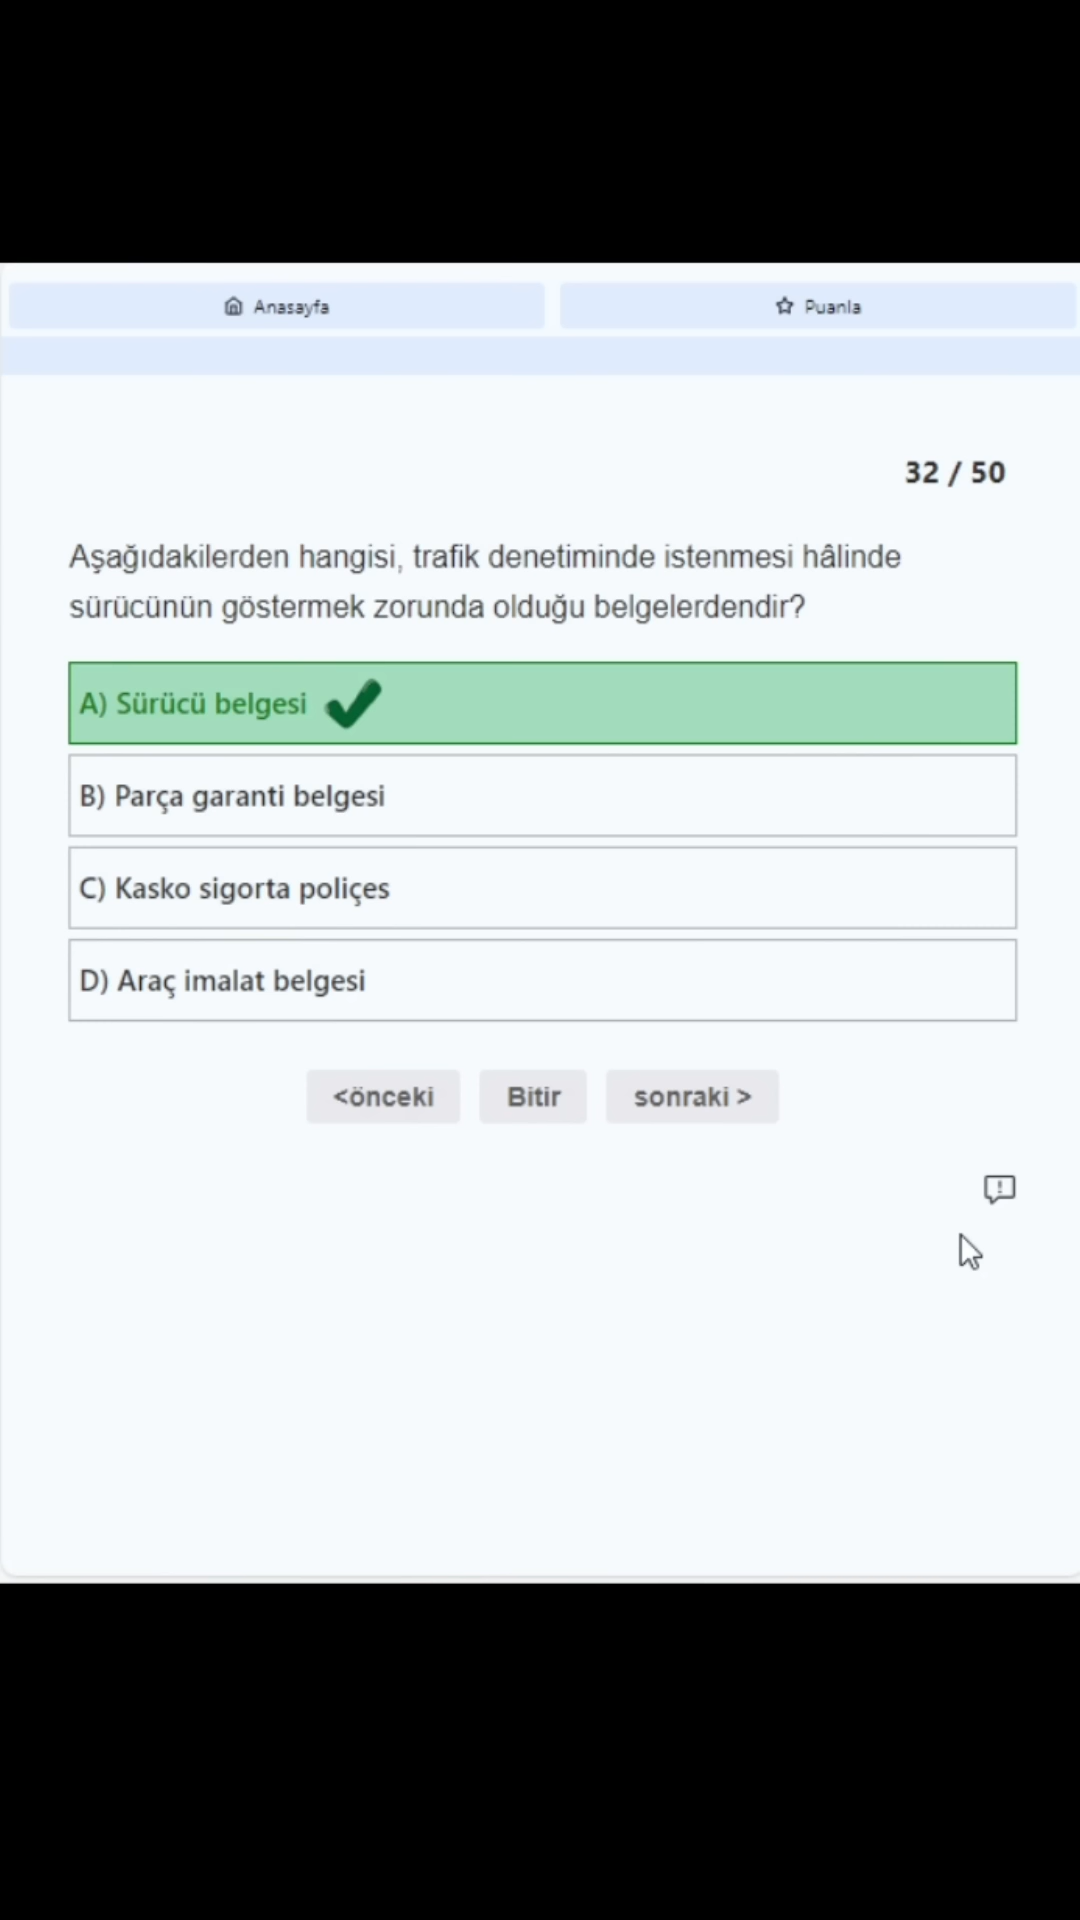 Anasayfa
Puanla
32 / 50
Aşağıdakilerden hangisi, trafik denetiminde istenmesi hâlinde
sürücünün göstermek zorunda olduğu belgelerdendir?
A) Sürücü belgesi
B) Parça garanti belgesi
C) Kasko sigorta poliçes
D) Araç imalat belgesi
<önceki
Bitir
sonraki >